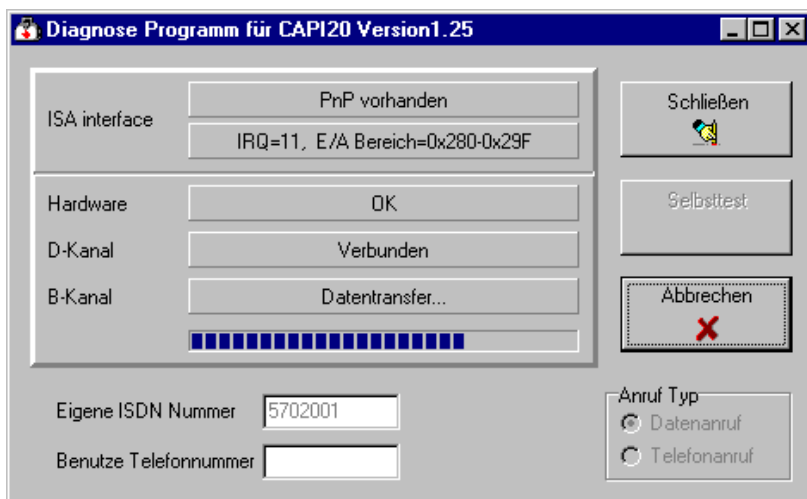 Diagnose Programm für CAPI20 Version1.25
ISA interface
PnP vorhanden
IRQ=11, E/A Bereich=0x280-0x29F
Hardware
OK
D-Kanal
Verbunden
B-Kanal
Datentransfer...
Schließen
Selbsttest
Abbrechen
Eigene ISDN Nummer
5702001
Benutze Telefonnummer
Anruf Typ
Datenanruf
Telefonanruf